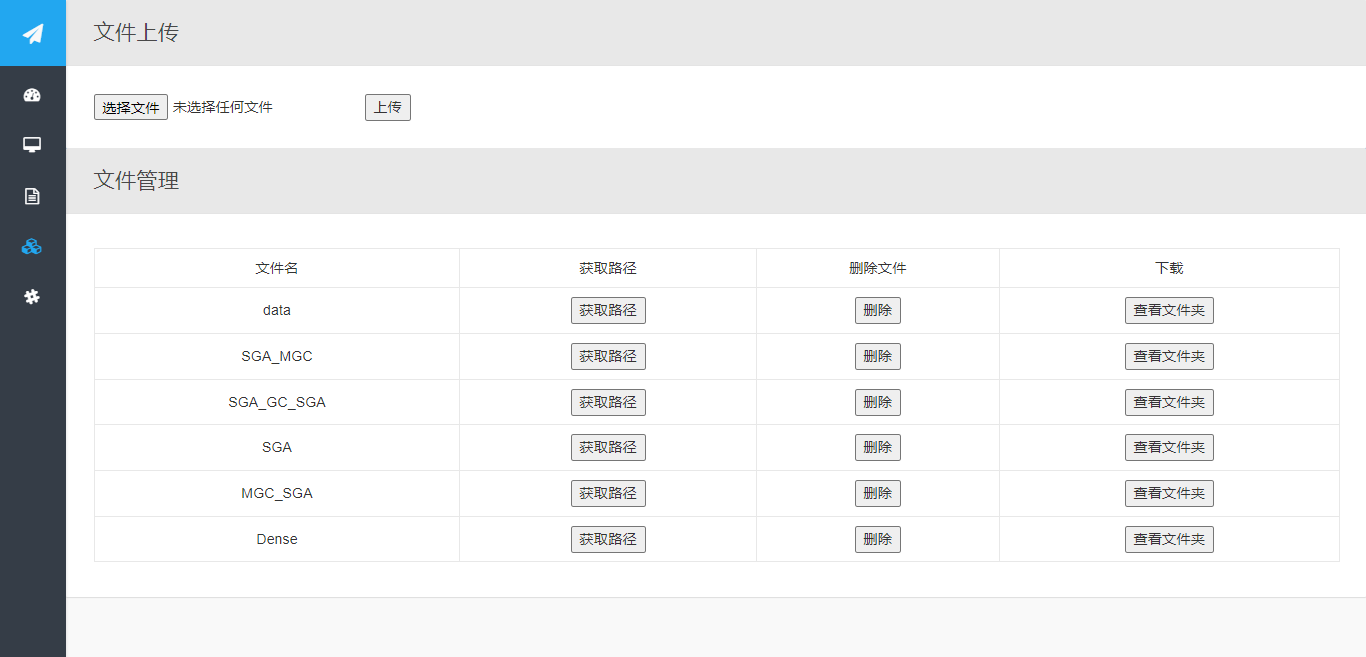 文件上传
选择文件 未选择任何文件 上传
文件管理
文件名 获取路径 删除文件 下载
data 获取路径 删除 查看文件夹
SGA_MGC 获取路径 删除 查看文件夹
SGA_GC_SGA 获取路径 删除 查看文件夹
SGA 获取路径 删除 查看文件夹
MGC_SGA 获取路径 删除 查看文件夹
Dense 获取路径 删除 查看文件夹